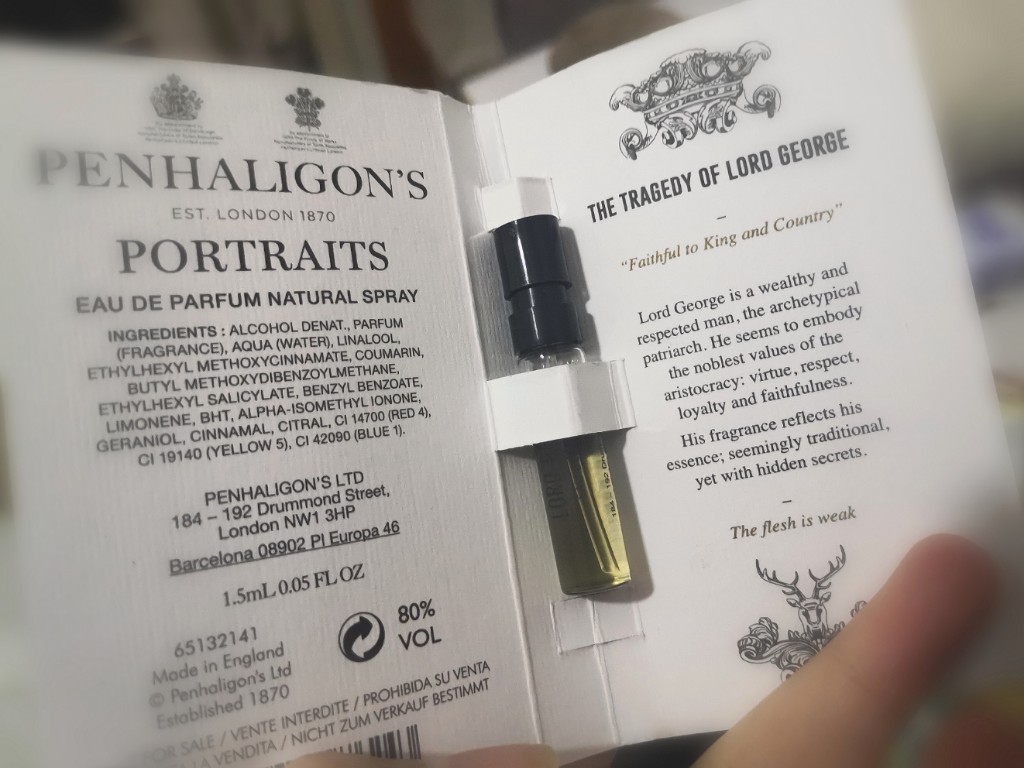 PENHALIGON'S
EST. LONDON 1870
PORTRAITS
EAU DE PARFUM NATURAL SPRAY
INGREDIENTS : ALCOHOL DENAT., PARFUM
(FRAGRANCE), AQUA (WATER), LINALOOL,
ETHYLHEXYL METHOXYCINNAMATE, COUMARIN,
BUTYL METHOXYDIBENZOYLMETHANE,
ETHYLHEXYL SALICYLATE, BENZYL BENZOATE,
LIMONENE, BHT, ALPHA-ISOMETHYL IONONE,
GERANIOL, CINNAMAL, CITRAL, CI 14700 (RED 4),
CI 19140 (YELLOW 5), CI 42090 (BLUE 1).
PENHALIGON'S LTD
184 – 192 Drummond Street,
London NW1 3HP
Barcelona 08902 Pl Europa 46
1.5mL 0.05 FL OZ
80%
VOL
65132141
Made in England
© Penhaligon's Ltd
Established 1870
FOR SALE / VENTE INTERDITE / PROHIBIDA SU VENTA
LA VENDITA / NICHT ZUM VERKAUF BESTIMMT
LORD
184 - 192
THE TRAGEDY OF LORD GEORGE
–
"Faithful to King and Country"
Lord George is a wealthy and
respected man, the archetypical
patriarch. He seems to embody
the noblest values of the
aristocracy: virtue, respect,
loyalty and faithfulness.
His fragrance reflects his
essence; seemingly traditional,
yet with hidden secrets.
–
The flesh is weak